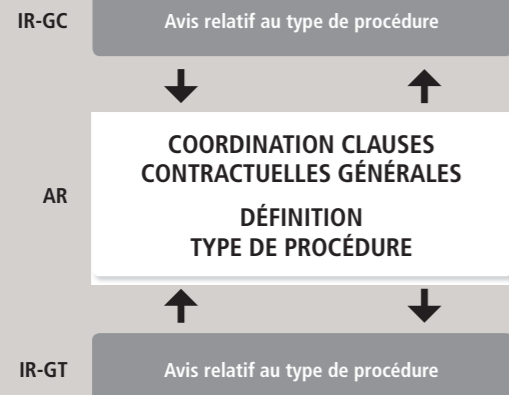 IR-GC
Avis relatif au type de procédure
AR
COORDINATION CLAUSES
CONTRACTUELLES GÉNÉRALES
DÉFINITION
TYPE DE PROCÉDURE
IR-GT
Avis relatif au type de procédure